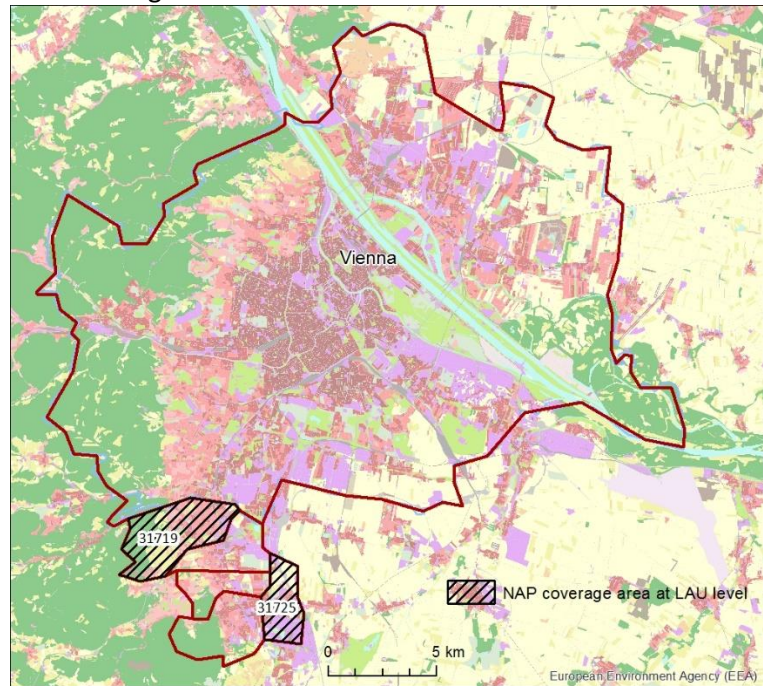 Vienna
31719
31725
NAP coverage area at LAU level
0 5 km
European Environment Agency (EEA)